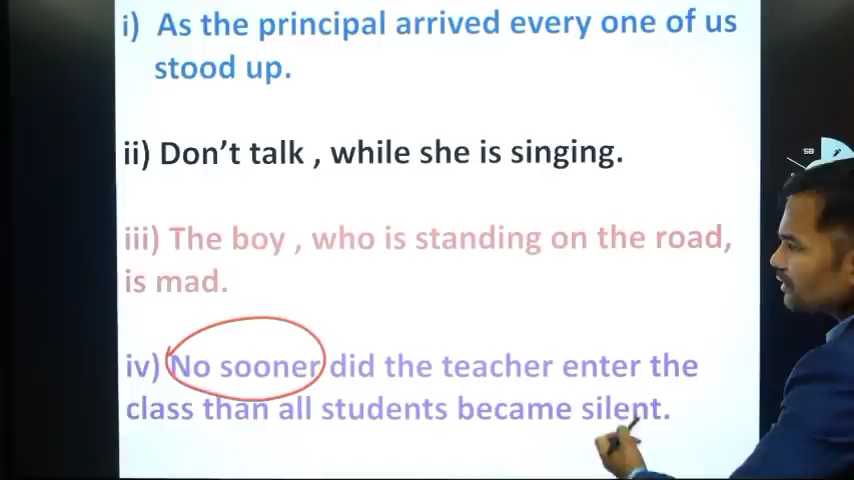 i) As the principal arrived every one of us
stood up.
ii) Don't talk , while she is singing.
iii) The boy , who is standing on the road,
is mad.
iv) No sooner did the teacher enter the
class than all students became silent.
SB